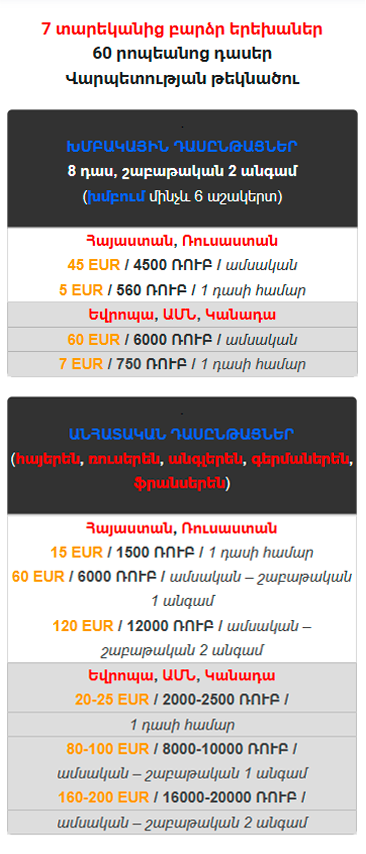 7 տարեկանից բարձր երեխաներ
60 րոպեանոց դասեր
Վարպետության թեկնածու
ԽՄԲԱԿԱՅԻՆ ԴԱՍԸՆԹԱՑՆԵՐ
8 դաս, շաբաթական 2 անգամ
(խմբում մինչև 6 աշակերտ)
Հայաստան, Ռուսաստան
45 EUR / 4500 ՌՈՒԲ / ամսական
5 EUR / 560 ՌՈՒԲ / 1 դասի համար
Եվրոպա, ԱՄՆ, Կանադա
60 EUR / 6000 ՌՈՒԲ / ամսական
7 EUR / 750 ՌՈՒԲ / 1 դասի համար
ԱՆՀԱՏԱԿԱՆ ԴԱՍԸՆԹԱՑՆԵՐ
(հայերեն, ռուսերեն, անգլերեն, գերմաներեն,
ֆրանսերեն)
Հայաստան, Ռուսաստան
15 EUR / 1500 ՌՈՒԲ / 1 դասի համար
60 EUR / 6000 ՌՈՒԲ / ամսական – շաբաթական
1 անգամ
120 EUR / 12000 ՌՈՒԲ / ամսական –
շաբաթական 2 անգամ
Եվրոպա, ԱՄՆ, Կանադա
20-25 EUR / 2000-2500 ՌՈՒԲ /
1 դասի համար
80-100 EUR / 8000-10000 ՌՈՒԲ /
ամսական – շաբաթական 1 անգամ
160-200 EUR / 16000-20000 ՌՈՒԲ /
ամսական – շաբաթական 2 անգամ